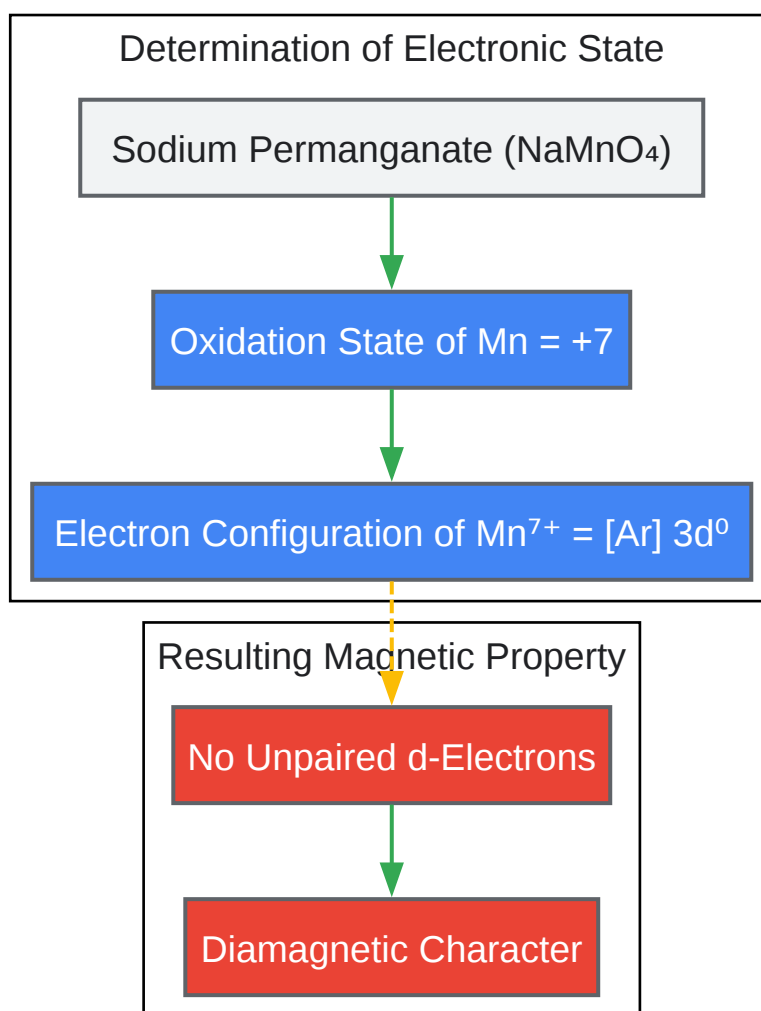 Determination of Electronic State
Sodium Permanganate (NaMnO₄)
Oxidation State of Mn = +7
Electron Configuration of Mn⁷⁺ = [Ar] 3d⁰
Resulting Magnetic Property
No Unpaired d-Electrons
Diamagnetic Character